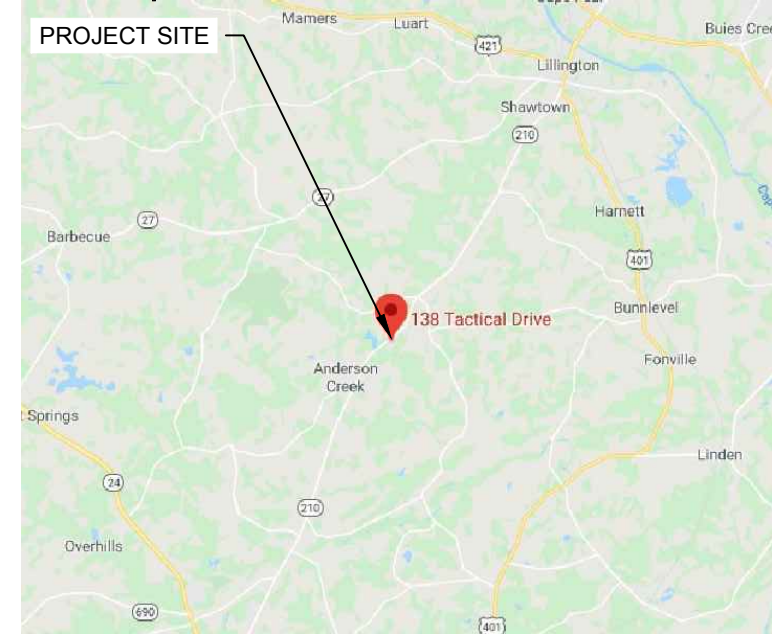 Mamers
Luart
Buies Cree
PROJECT SITE
421
Lillington
Shawtown
210
27
27
Harnett
Barbecue
401
138 Tactical Drive
Bunnlevel
Anderson
Creek
Fonville
Springs
Linden
24
210
Overhills
690
401